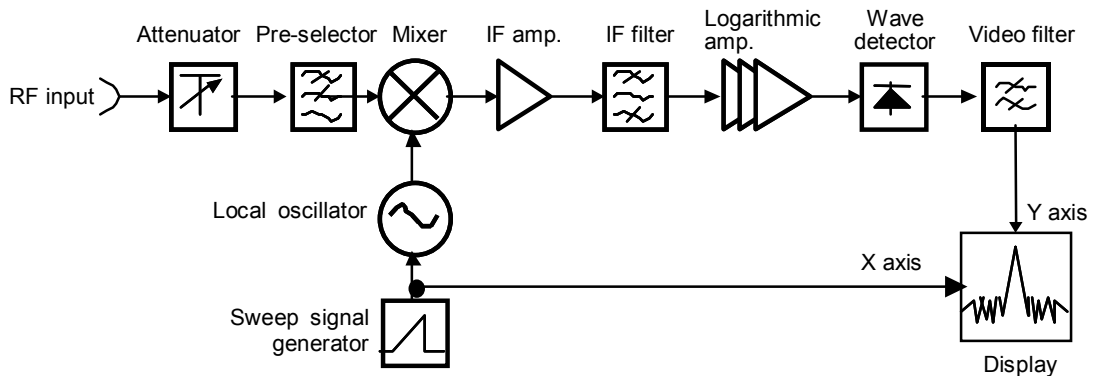 Attenuator
Pre-selector
Mixer
IF amp.
IF filter
Logarithmic
amp.
Wave
detector
Video filter
RF input
Local oscillator
Y axis
X axis
Sweep signal
generator
Display